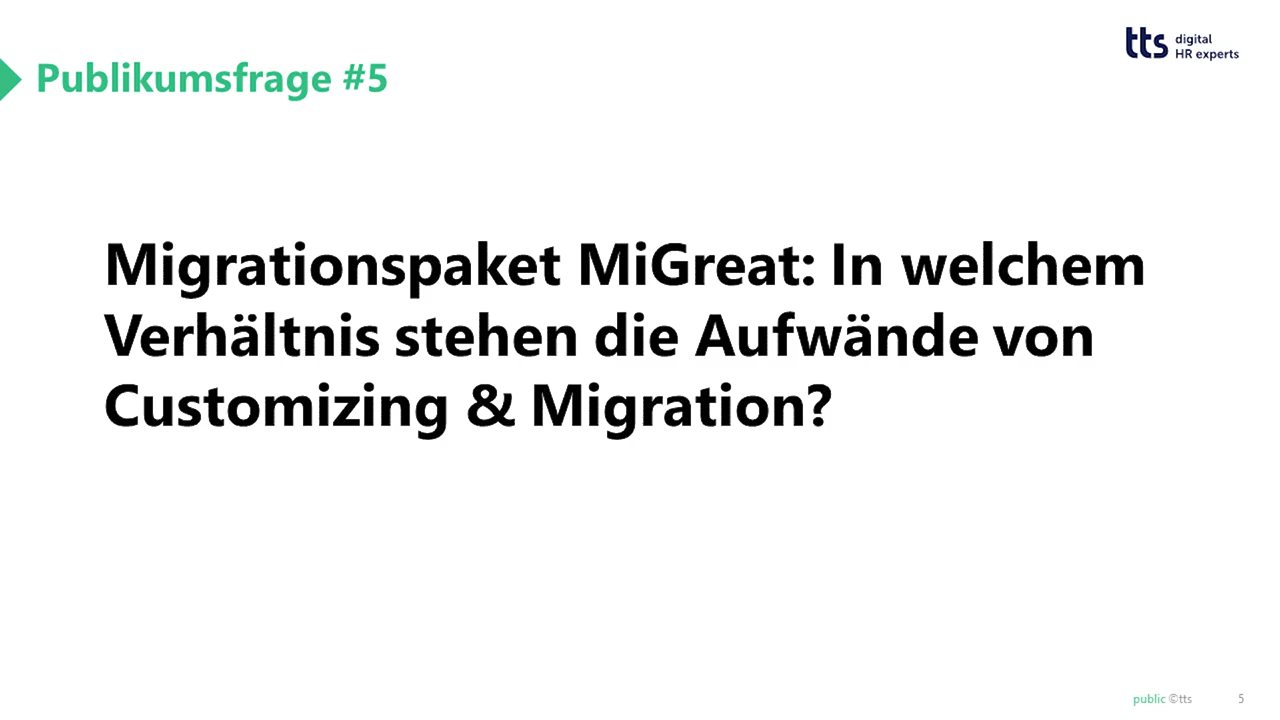 tts digital
HR experts
Publikumsfrage #5
Migrationspaket MiGreat: In welchem
Verhältnis stehen die Aufwände von
Customizing & Migration?
public ©tts 5